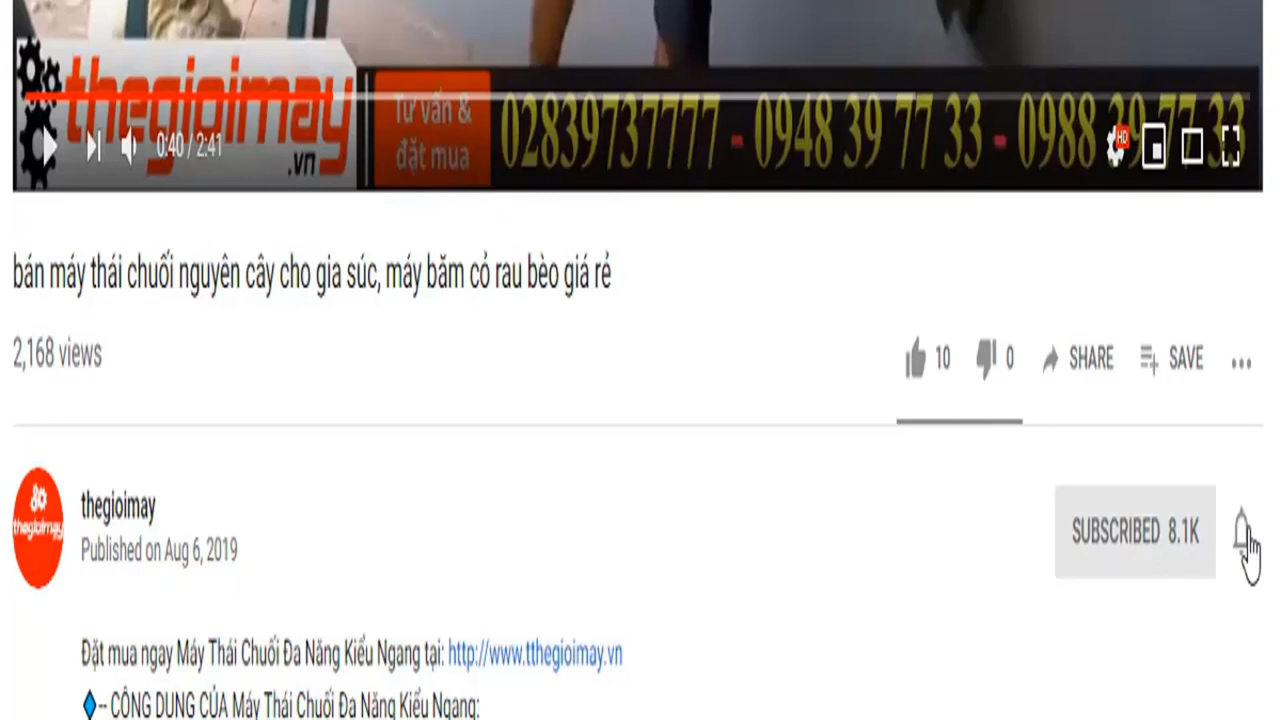 thegioimay
.vn
Tư vấn &
đặt mua
02839737777 - 0948 39 77 33 - 0988 39 77 33
HD
0:40 / 2:41
bán máy thái chuối nguyên cây cho gia súc, máy băm cỏ rau bèo giá rẻ
2,168 views
10 0 SHARE SAVE
thegioimay
thegioimay
Published on Aug 6, 2019
SUBSCRIBED 8.1K
Đặt mua ngay Máy Thái Chuối Đa Năng Kiểu Ngang tại: http://www.tthegioimay.vn
-- CÔNG DỤNG CỦA Máy Thái Chuối Đa Năng Kiểu Ngang: